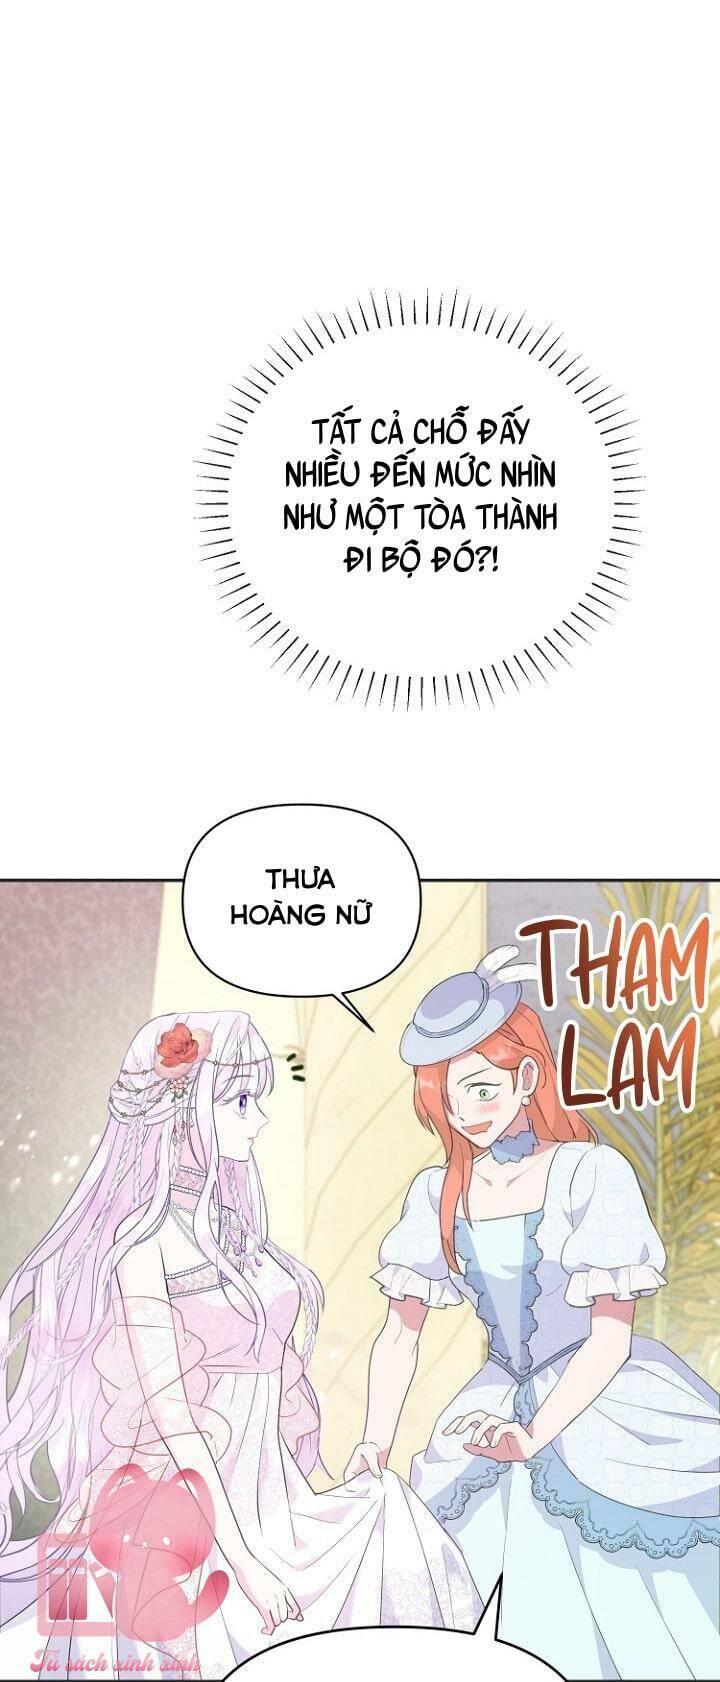 TẤT CẢ CHỖ ĐẤY
NHIỀU ĐẾN MỨC NHÌN
NHƯ MỘT TÒA THÀNH
ĐI BỘ ĐÓ?!
THƯA
HOÀNG NỮ
THAM
LAM
Tủ sách xinh xinh